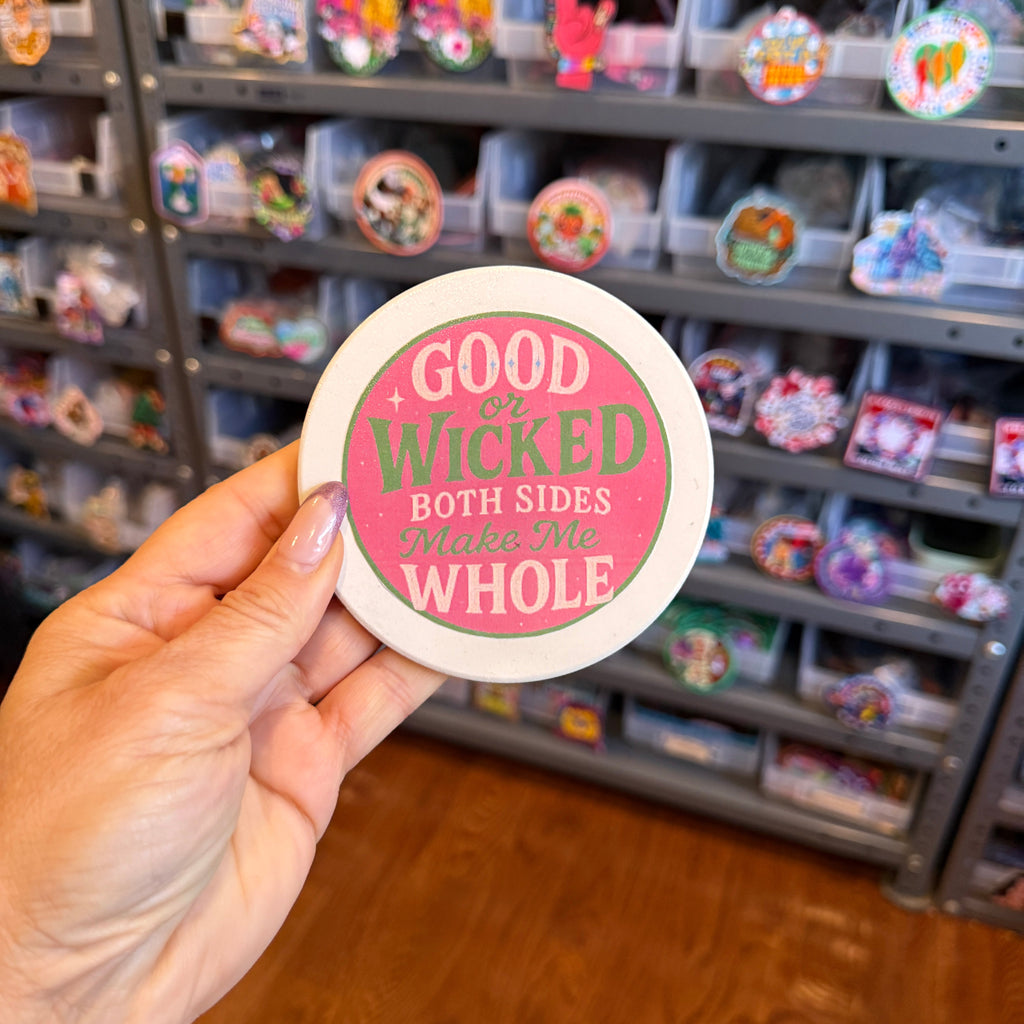 GOOD
or
WICKED
BOTH SIDES
Make Me
WHOLE